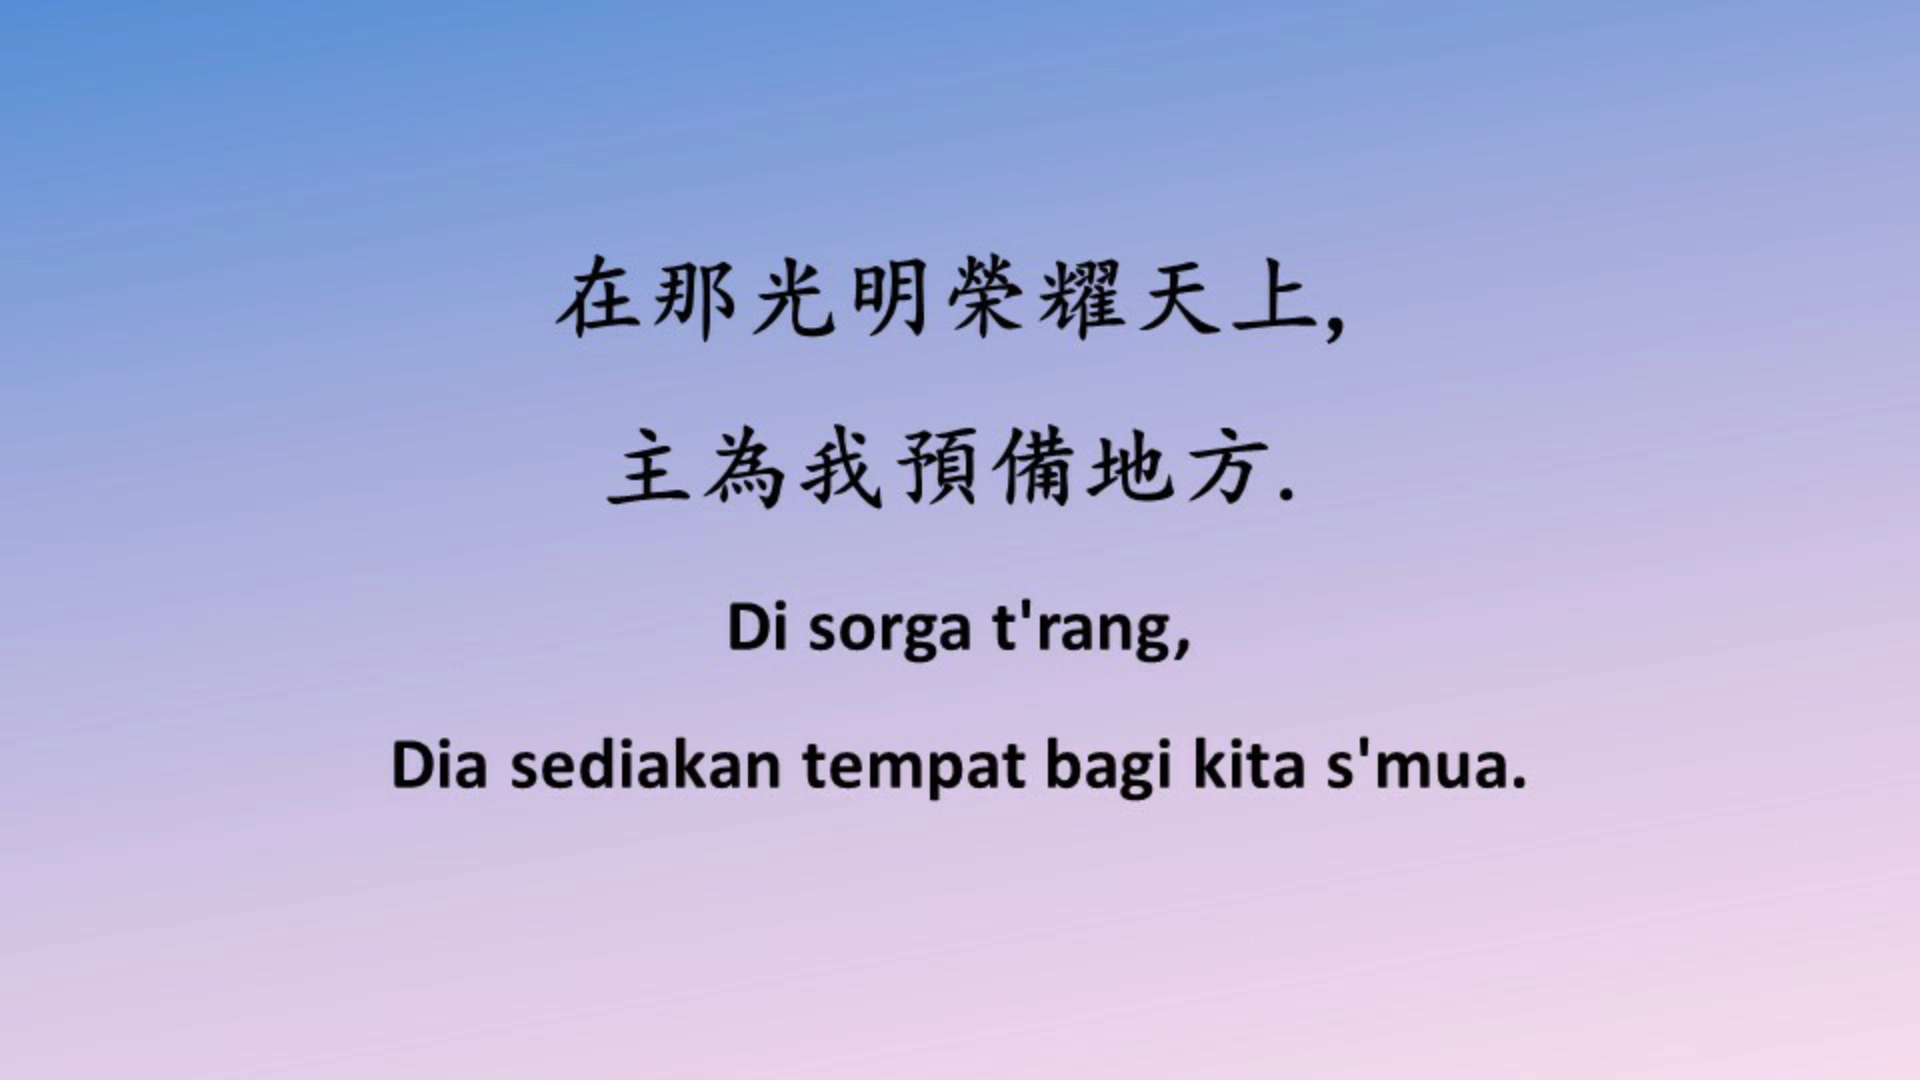 在那光明榮耀天上,
主為我預備地方.
Di sorga t'rang,
Dia sediakan tempat bagi kita s'mua.